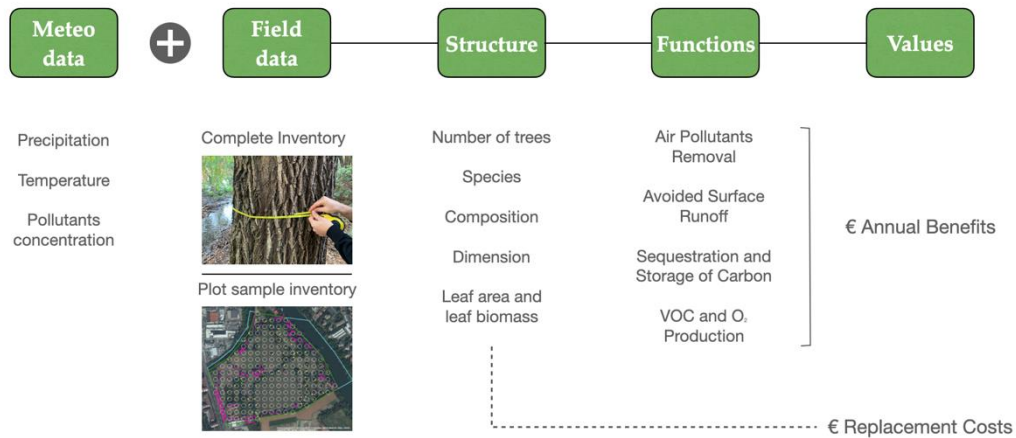 Meteo
data
Field
data
Structure
Functions
Values
Precipitation
Temperature
Pollutants
concentration
Complete Inventory
Plot sample inventory
Number of trees
Species
Composition
Dimension
Leaf area and
leaf biomass
Air Pollutants
Removal
Avoided Surface
Runoff
Sequestration and
Storage of Carbon
VOC and O₂
Production
€ Annual Benefits
€ Replacement Costs